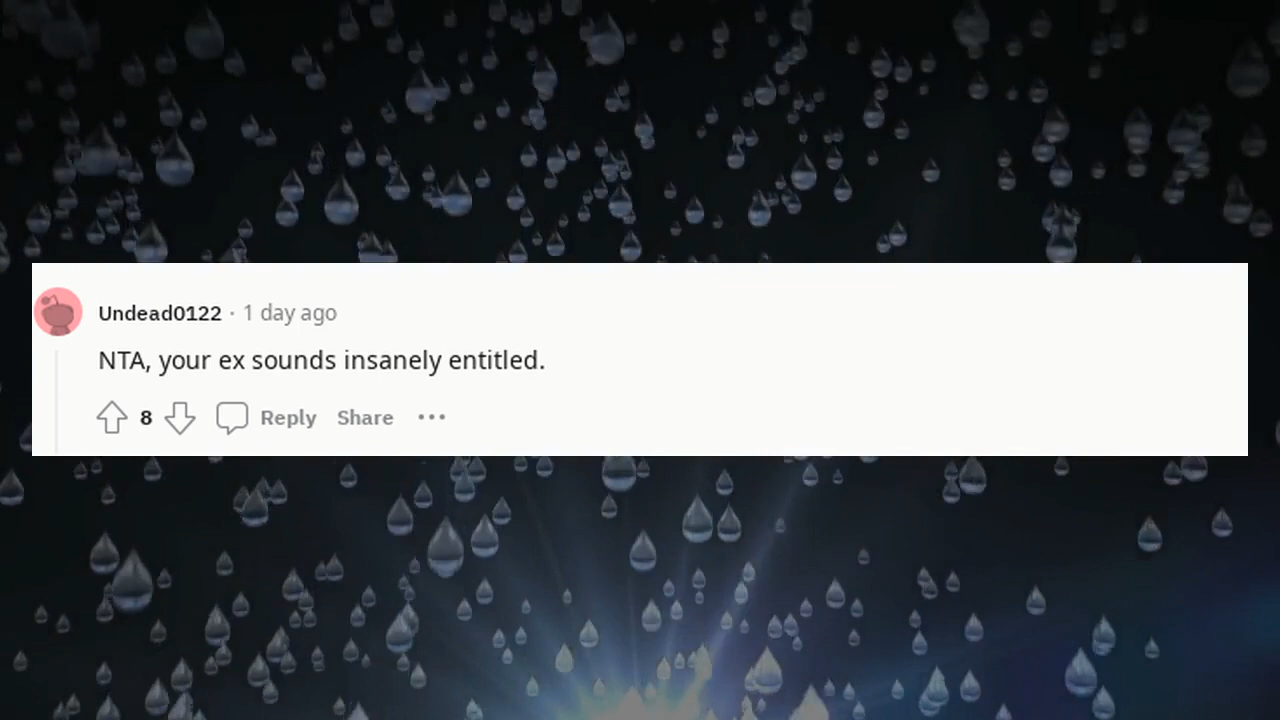 Undead0122 · 1 day ago
NTA, your ex sounds insanely entitled.
8 Reply Share ···